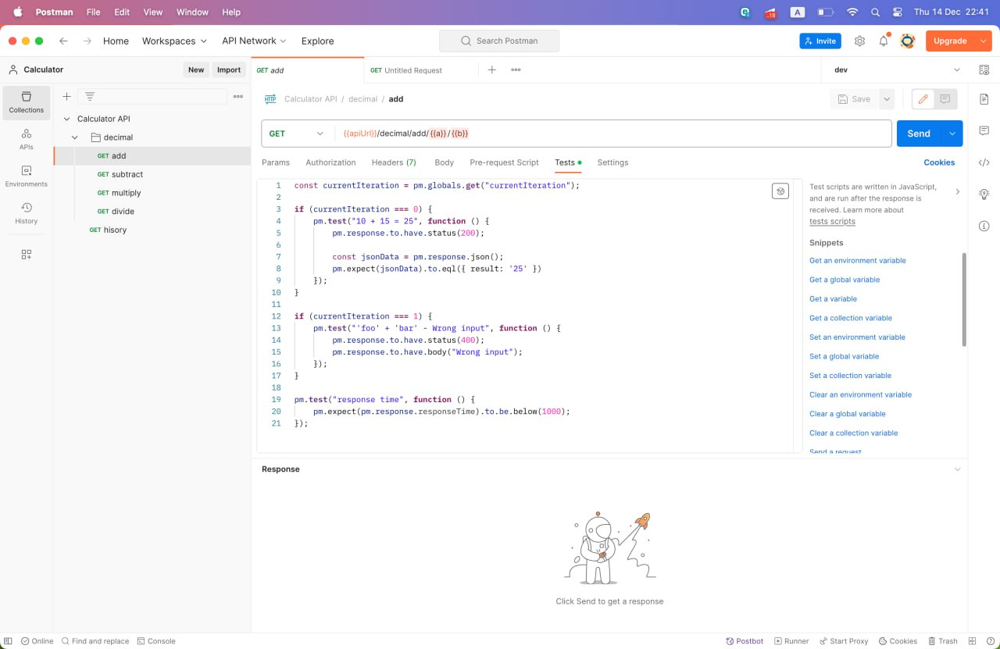 Postman File Edit View Window Help 18 A Thu 14 Dec 22:41
Home Workspaces API Network Explore Search Postman Invite Upgrade
Calculator New Import GET add GET Untitled Request dev
Collections
APIs
Environments
History
Calculator API
decimal
GET add
GET subtract
GET multiply
GET divide
GET hisory
HTTP Calculator API / decimal / add Save
GET {{apiUrl}}/decimal/add/{{a}}/{{b}} Send
Params Authorization Headers (7) Body Pre-request Script Tests Settings Cookies
1 const currentIteration = pm.globals.get("currentIteration");
2
3 if (currentIteration === 0) {
4 pm.test("10 + 15 = 25", function () {
5 pm.response.to.have.status(200);
6
7 const jsonData = pm.response.json();
8 pm.expect(jsonData).to.eql({ result: '25' })
9 });
10 }
11
12 if (currentIteration === 1) {
13 pm.test("'foo' + 'bar' - Wrong input", function () {
14 pm.response.to.have.status(400);
15 pm.response.to.have.body("Wrong input");
16 });
17 }
18
19 pm.test("response time", function () {
20 pm.expect(pm.response.responseTime).to.be.below(1000);
21 });
Test scripts are written in JavaScript,
and are run after the response is
received. Learn more about
tests scripts
Snippets
Get an environment variable
Get a global variable
Get a variable
Get a collection variable
Set an environment variable
Set a global variable
Set a collection variable
Clear an environment variable
Clear a global variable
Clear a collection variable
Send a request
Response
Click Send to get a response
Online Find and replace Console Postbot Runner Start Proxy Cookies Trash